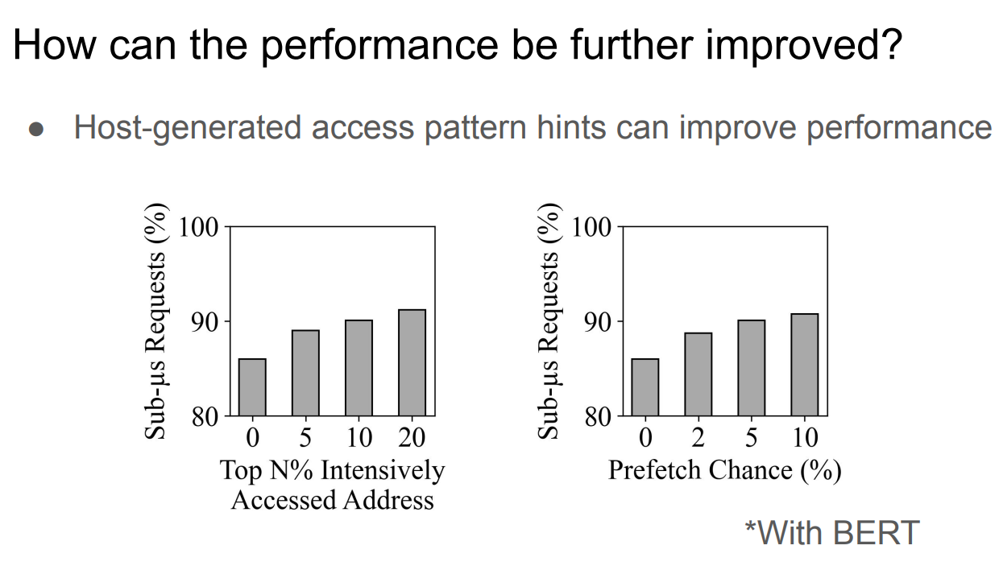 How can the performance be further improved?
● Host-generated access pattern hints can improve performance
Sub-µs Requests (%)
100
90
80
0 5 10 20
Top N% Intensively
Accessed Address
Sub-µs Requests (%)
100
90
80
0 2 5 10
Prefetch Chance (%)
*With BERT